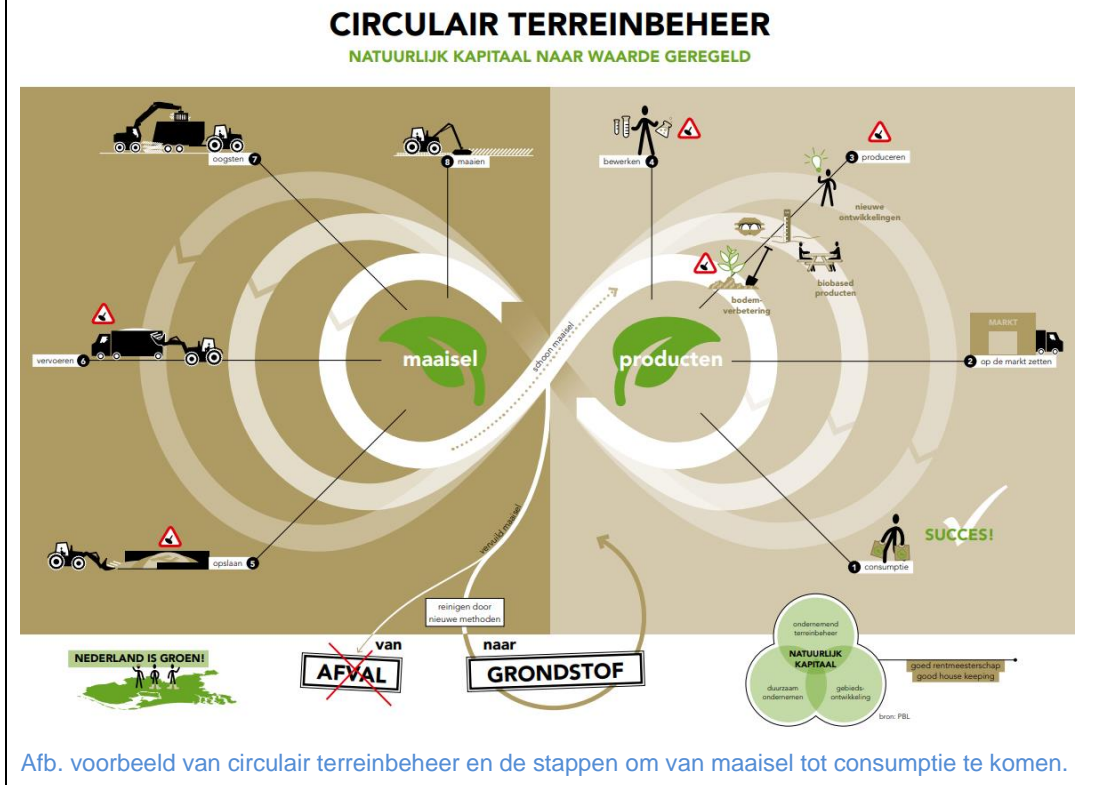 CIRCULAIR TERREINBEHEER
NATUURLIJK KAPITAAL NAAR WAARDE GEREGELD
oogsten 7
8 maaien
bewerken 4
3 produceren
nieuwe
ontwikkelingen
biobased
producten
bodem-
verbetering
vervoeren 6
maaisel
schoon maaisel
producten
MARKT
2 op de markt zetten
opslaan 5
vervuild maaisel
SUCCES!
1 consumptie
reinigen door
nieuwe methoden
NEDERLAND IS GROEN!
van
AFVAL
naar
GRONDSTOF
ondernemend
terreinbeheer
NATUURLIJK
KAPITAAL
duurzaam
ondernemen
gebieds-
ontwikkeling
goed rentmeesterschap
good house keeping
bron: PBL
Afb. voorbeeld van circulair terreinbeheer en de stappen om van maaisel tot consumptie te komen.